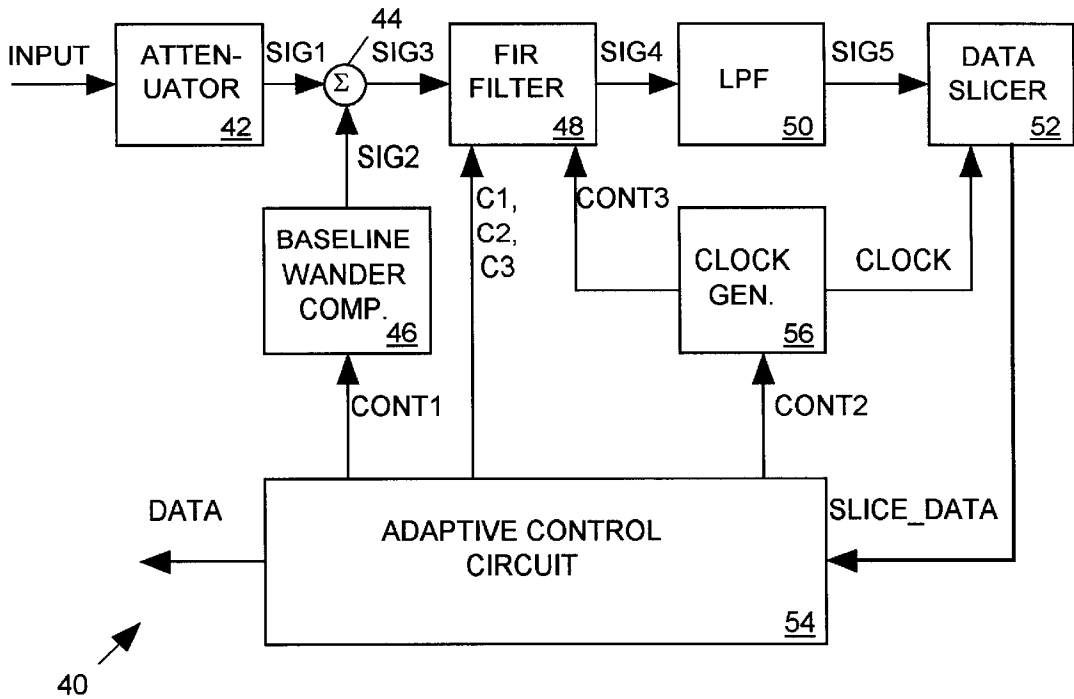 44
INPUT
ATTEN-
UATOR
42
SIG1
Σ
SIG3
FIR
FILTER
48
SIG4
LPF
50
SIG5
DATA
SLICER
52
SIG2
BASELINE
WANDER
COMP.
46
C1,
C2,
C3
CONT3
CLOCK
GEN.
56
CLOCK
CONT1
CONT2
DATA
ADAPTIVE CONTROL
CIRCUIT
54
SLICE_DATA
40